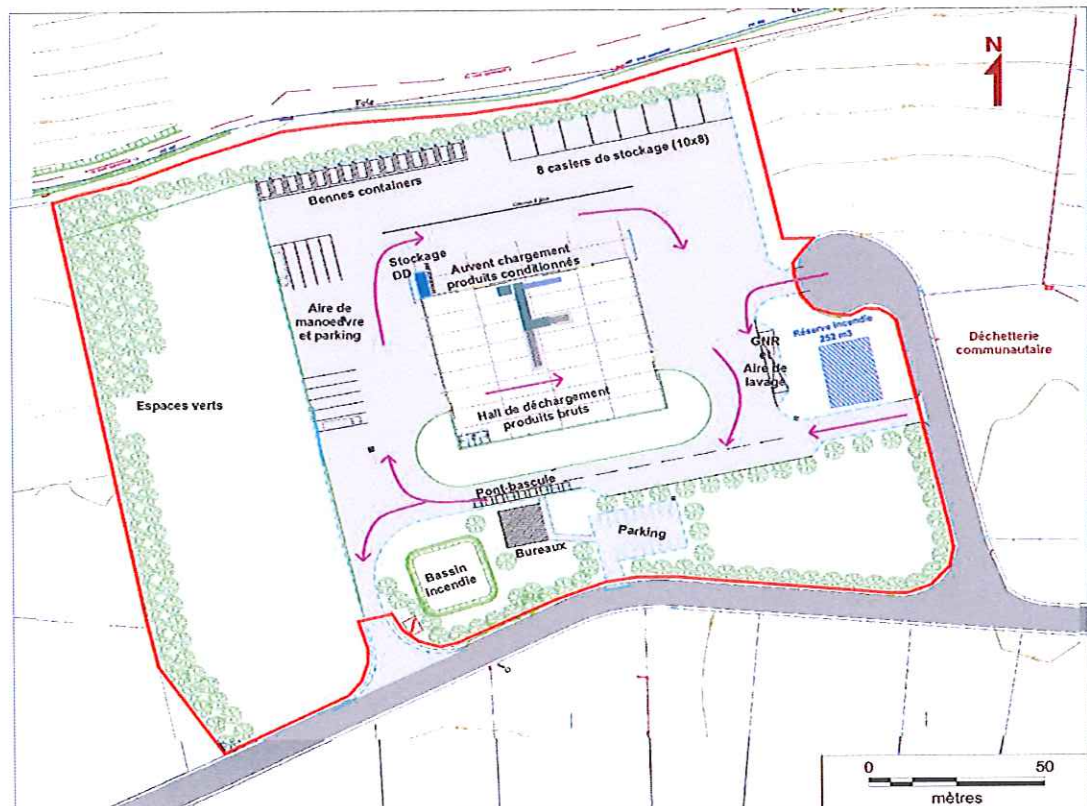 N
8 casiers de stockage (10x8)
Bennes containers
Stockage
DD
Auvent chargement
produits conditionnés
Aire de
manoeuvre
et parking
Réserve incendie
252 m3
GNR
et
Aire de
lavage
Déchetterie
communautaire
Espaces verts
Hall de déchargement
produits bruts
Pont-bascule
Parking
Bureaux
Bassin
Incendie
0 50
mètres